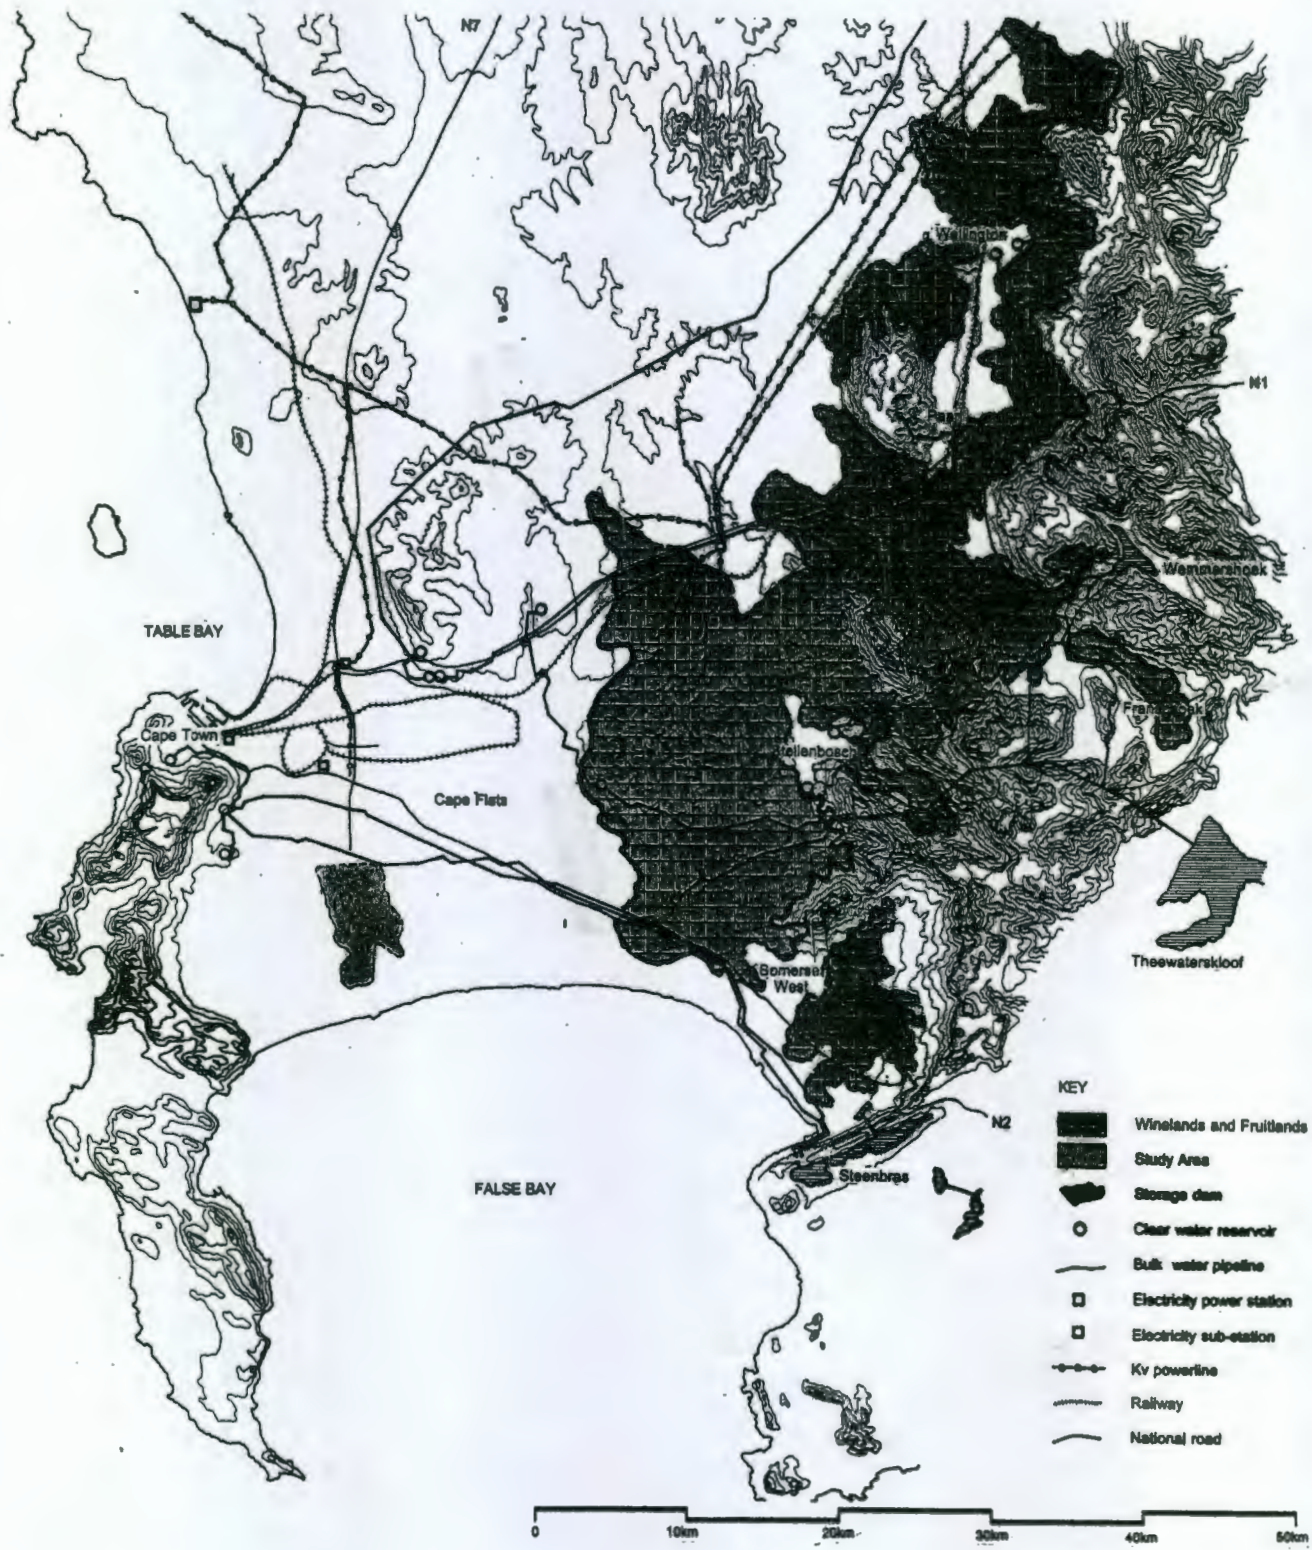 N7
Wellington
N1
Wemmershoek
TABLE BAY
Cape Town
Cape Flats
Theewaterskloof
Somerset
West
KEY
N2
Winelands and Fruitlands
Study Area
Storage dam
Clear water reservoir
Bulk water pipeline
Electricity power station
Electricity sub-station
Kv powerline
Railway
National road
FALSE BAY
Steenbras
0 10km 20km 30km 40km 50km